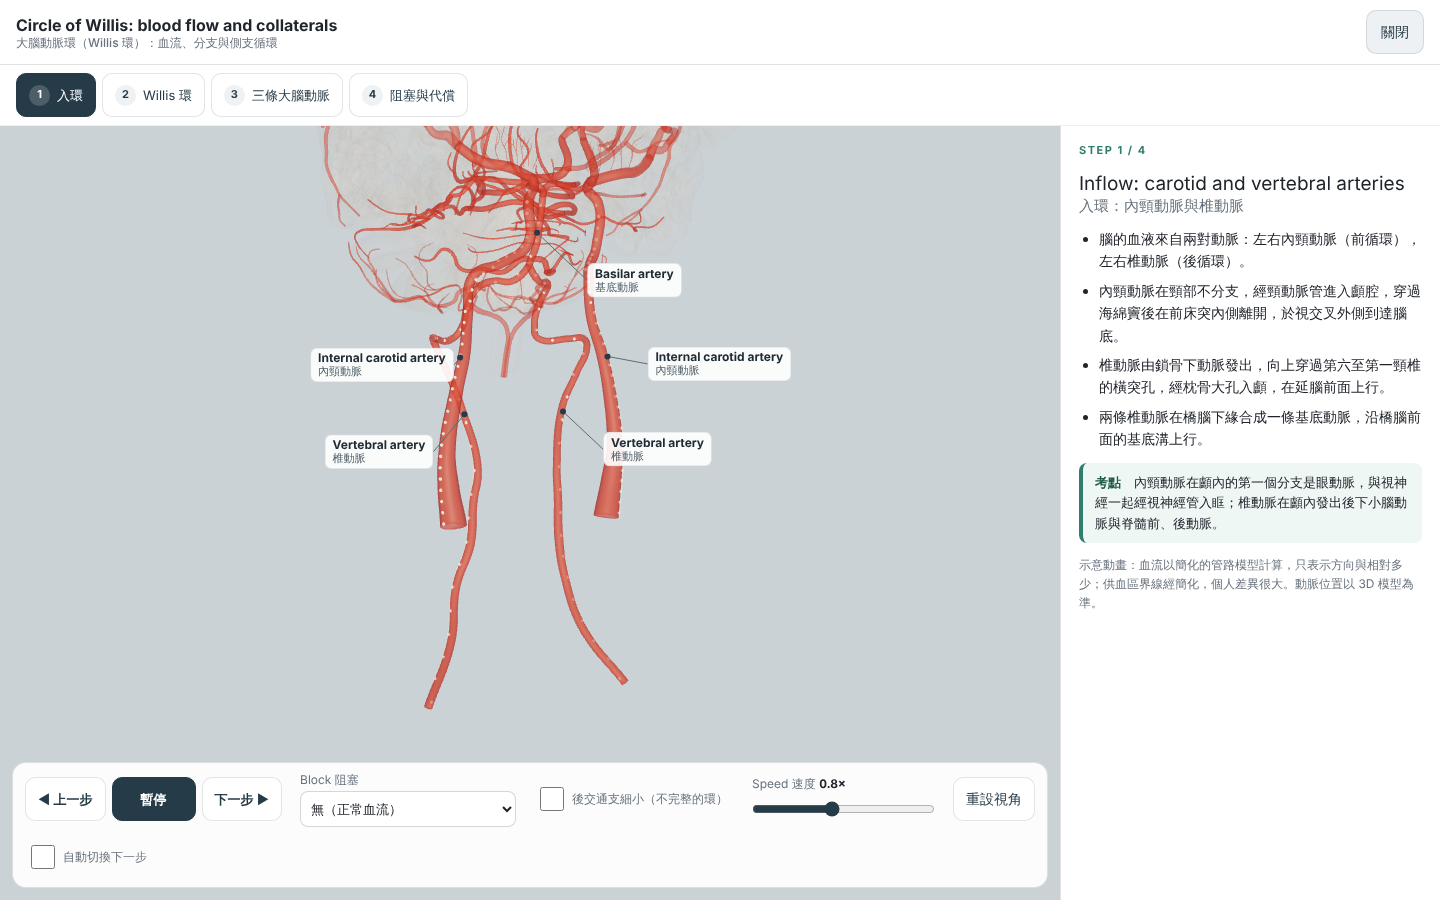 Circle of Willis: blood flow and collaterals
大腦動脈環（Willis 環）：血流、分支與側支循環
關閉
1 入環
2 Willis 環
3 三條大腦動脈
4 阻塞與代償
Basilar artery
基底動脈
Internal carotid artery
內頸動脈
Internal carotid artery
內頸動脈
Vertebral artery
椎動脈
Vertebral artery
椎動脈
STEP 1 / 4
Inflow: carotid and vertebral arteries
入環：內頸動脈與椎動脈
腦的血液來自兩對動脈：左右內頸動脈（前循環），
左右椎動脈（後循環）。
內頸動脈在頸部不分支，經頸動脈管進入顱腔，穿過
海綿竇後在前床突內側離開，於視交叉外側到達腦
底。
椎動脈由鎖骨下動脈發出，向上穿過第六至第一頸椎
的橫突孔，經枕骨大孔入顱，在延腦前面上行。
兩條椎動脈在橋腦下緣合成一條基底動脈，沿橋腦前
面的基底溝上行。
考點 內頸動脈在顱內的第一個分支是眼動脈，與視神
經一起經視神經管入眶；椎動脈在顱內發出後下小腦動
脈與脊髓前、後動脈。
示意動畫：血流以簡化的管路模型計算，只表示方向與相對多
少；供血區界線經簡化，個人差異很大。動脈位置以 3D 模型為
準。
◀ 上一步
暫停
下一步 ▶
Block 阻塞
無（正常血流）
後交通支細小（不完整的環）
Speed 速度 0.8×
重設視角
自動切換下一步